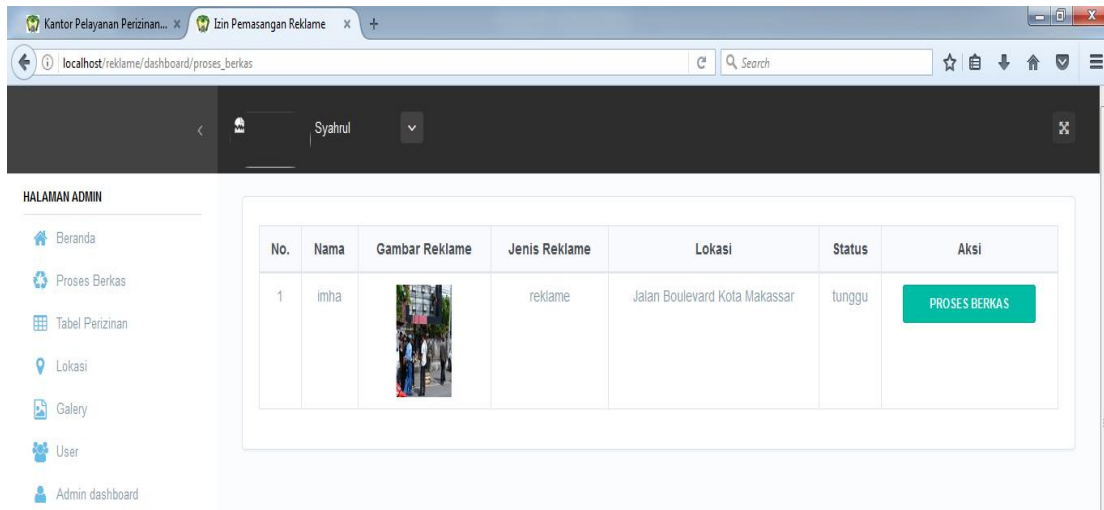 Kantor Pelayanan Perizinan...
Izin Pemasangan Reklame
localhost/reklame/dashboard/proses_berkas
Search
Syahrul
HALAMAN ADMIN
Beranda
Proses Berkas
Tabel Perizinan
Lokasi
Galery
User
Admin dashboard
No. Nama Gambar Reklame Jenis Reklame Lokasi Status Aksi
1 imha reklame Jalan Boulevard Kota Makassar tunggu PROSES BERKAS